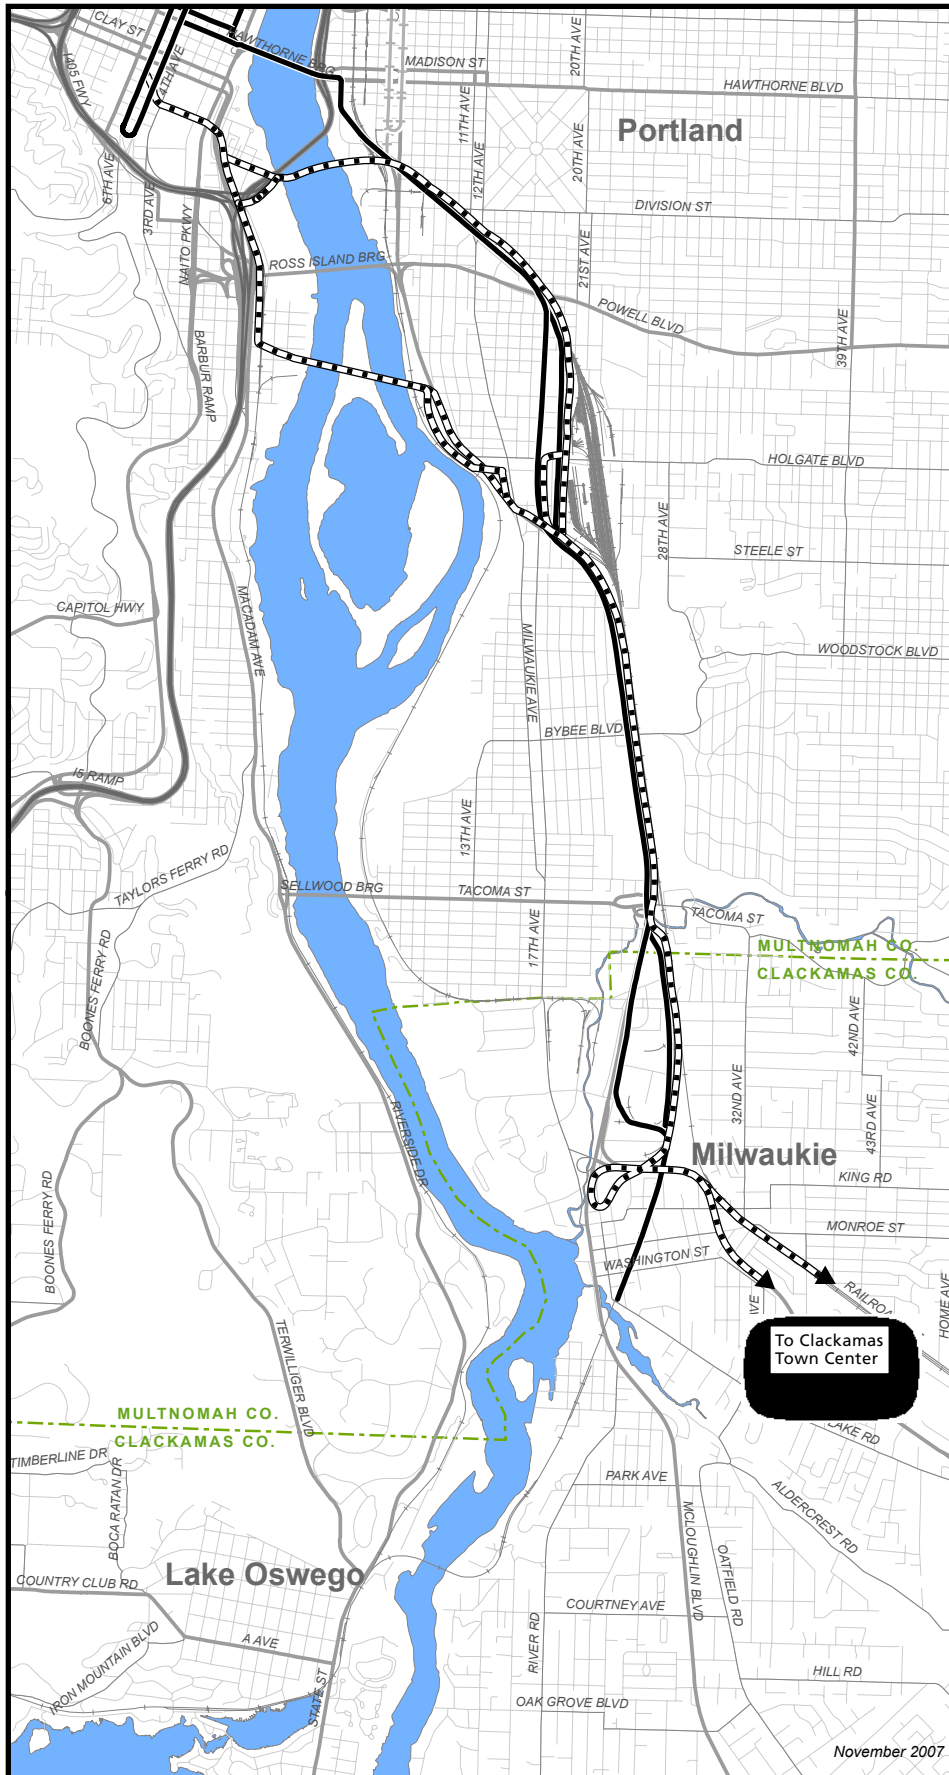 CLAY ST
I405 FWY
4TH AVE
HAWTHORNE BRG
MADISON ST
20TH AVE
HAWTHORNE BLVD
11TH AVE
Portland
6TH AVE
3RD AVE
NAITO PKWY
12TH AVE
20TH AVE
DIVISION ST
ROSS ISLAND BRG
21ST AVE
POWELL BLVD
39TH AVE
BARBUR RAMP
HOLGATE BLVD
28TH AVE
STEELE ST
CAPITOL HWY
MACADAM AVE
MILWAUKIE AVE
WOODSTOCK BLVD
BYBEE BLVD
I5 RAMP
13TH AVE
TAYLORS FERRY RD
SELLWOOD BRG
TACOMA ST
TACOMA ST
BOONES FERRY RD
17TH AVE
MULTNOMAH CO.
CLACKAMAS CO.
42ND AVE
32ND AVE
43RD AVE
RIVERSIDE DR
Milwaukie
KING RD
BOONES FERRY RD
MONROE ST
WASHINGTON ST
RAILROA
HOME AVE
VE
To Clackamas
Town Center
TERWILLIGER BLVD
MULTNOMAH CO.
CLACKAMAS CO.
LAKE RD
TIMBERLINE DR
BOCA RATAN DR
PARK AVE
ALDERCREST RD
MCLOUGHLIN BLVD
OATFIELD RD
Lake Oswego
COUNTRY CLUB RD
COURTNEY AVE
A AVE
IRON MOUNTAIN BLVD
RIVER RD
HILL RD
STATE ST
OAK GROVE BLVD
November 2007